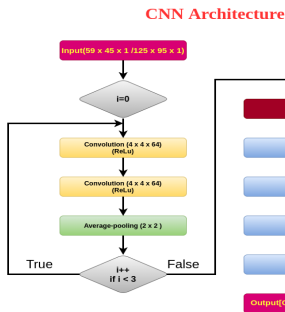 CNN Architecture
Input(59 x 45 x 1 /125 x 95 x 1)
i=0
Convolution (4 x 4 x 64)
(ReLu)
Convolution (4 x 4 x 64)
(ReLu)
Average-pooling (2 x 2 )
True
False
i++
if i < 3